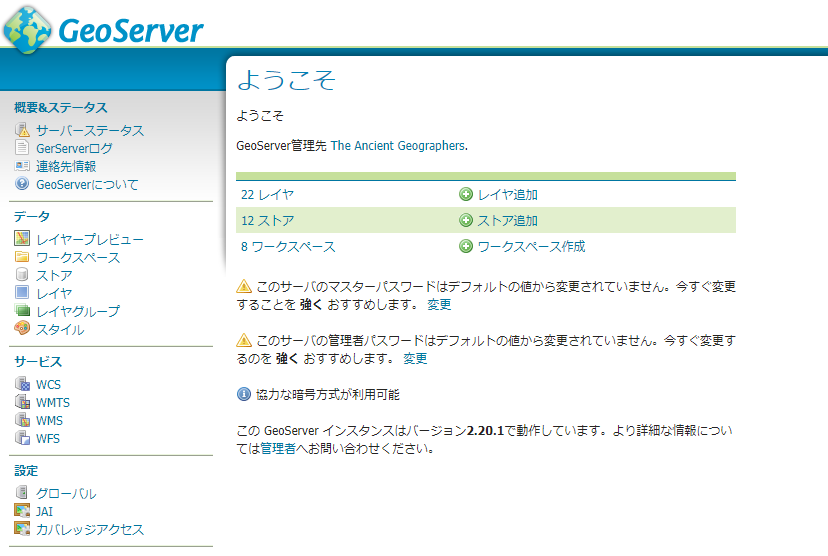 GeoServer
概要&ステータス
サーバーステータス
GerServerログ
連絡先情報
GeoServerについて
データ
レイヤープレビュー
ワークスペース
ストア
レイヤ
レイヤグループ
スタイル
サービス
WCS
WMTS
WMS
WFS
設定
グローバル
JAI
カバレッジアクセス
ようこそ
ようこそ
GeoServer管理先 The Ancient Geographers.
22 レイヤ レイヤ追加
12 ストア ストア追加
8 ワークスペース ワークスペース作成
このサーバのマスターパスワードはデフォルトの値から変更されていません。今すぐ変更
することを 強く おすすめします。 変更
このサーバの管理者パスワードはデフォルトの値から変更されていません。今すぐ変更す
るのを 強く おすすめします。 変更
協力な暗号方式が利用可能
この GeoServer インスタンスはバージョン2.20.1で動作しています。より詳細な情報につい
ては管理者へお問い合わせください。